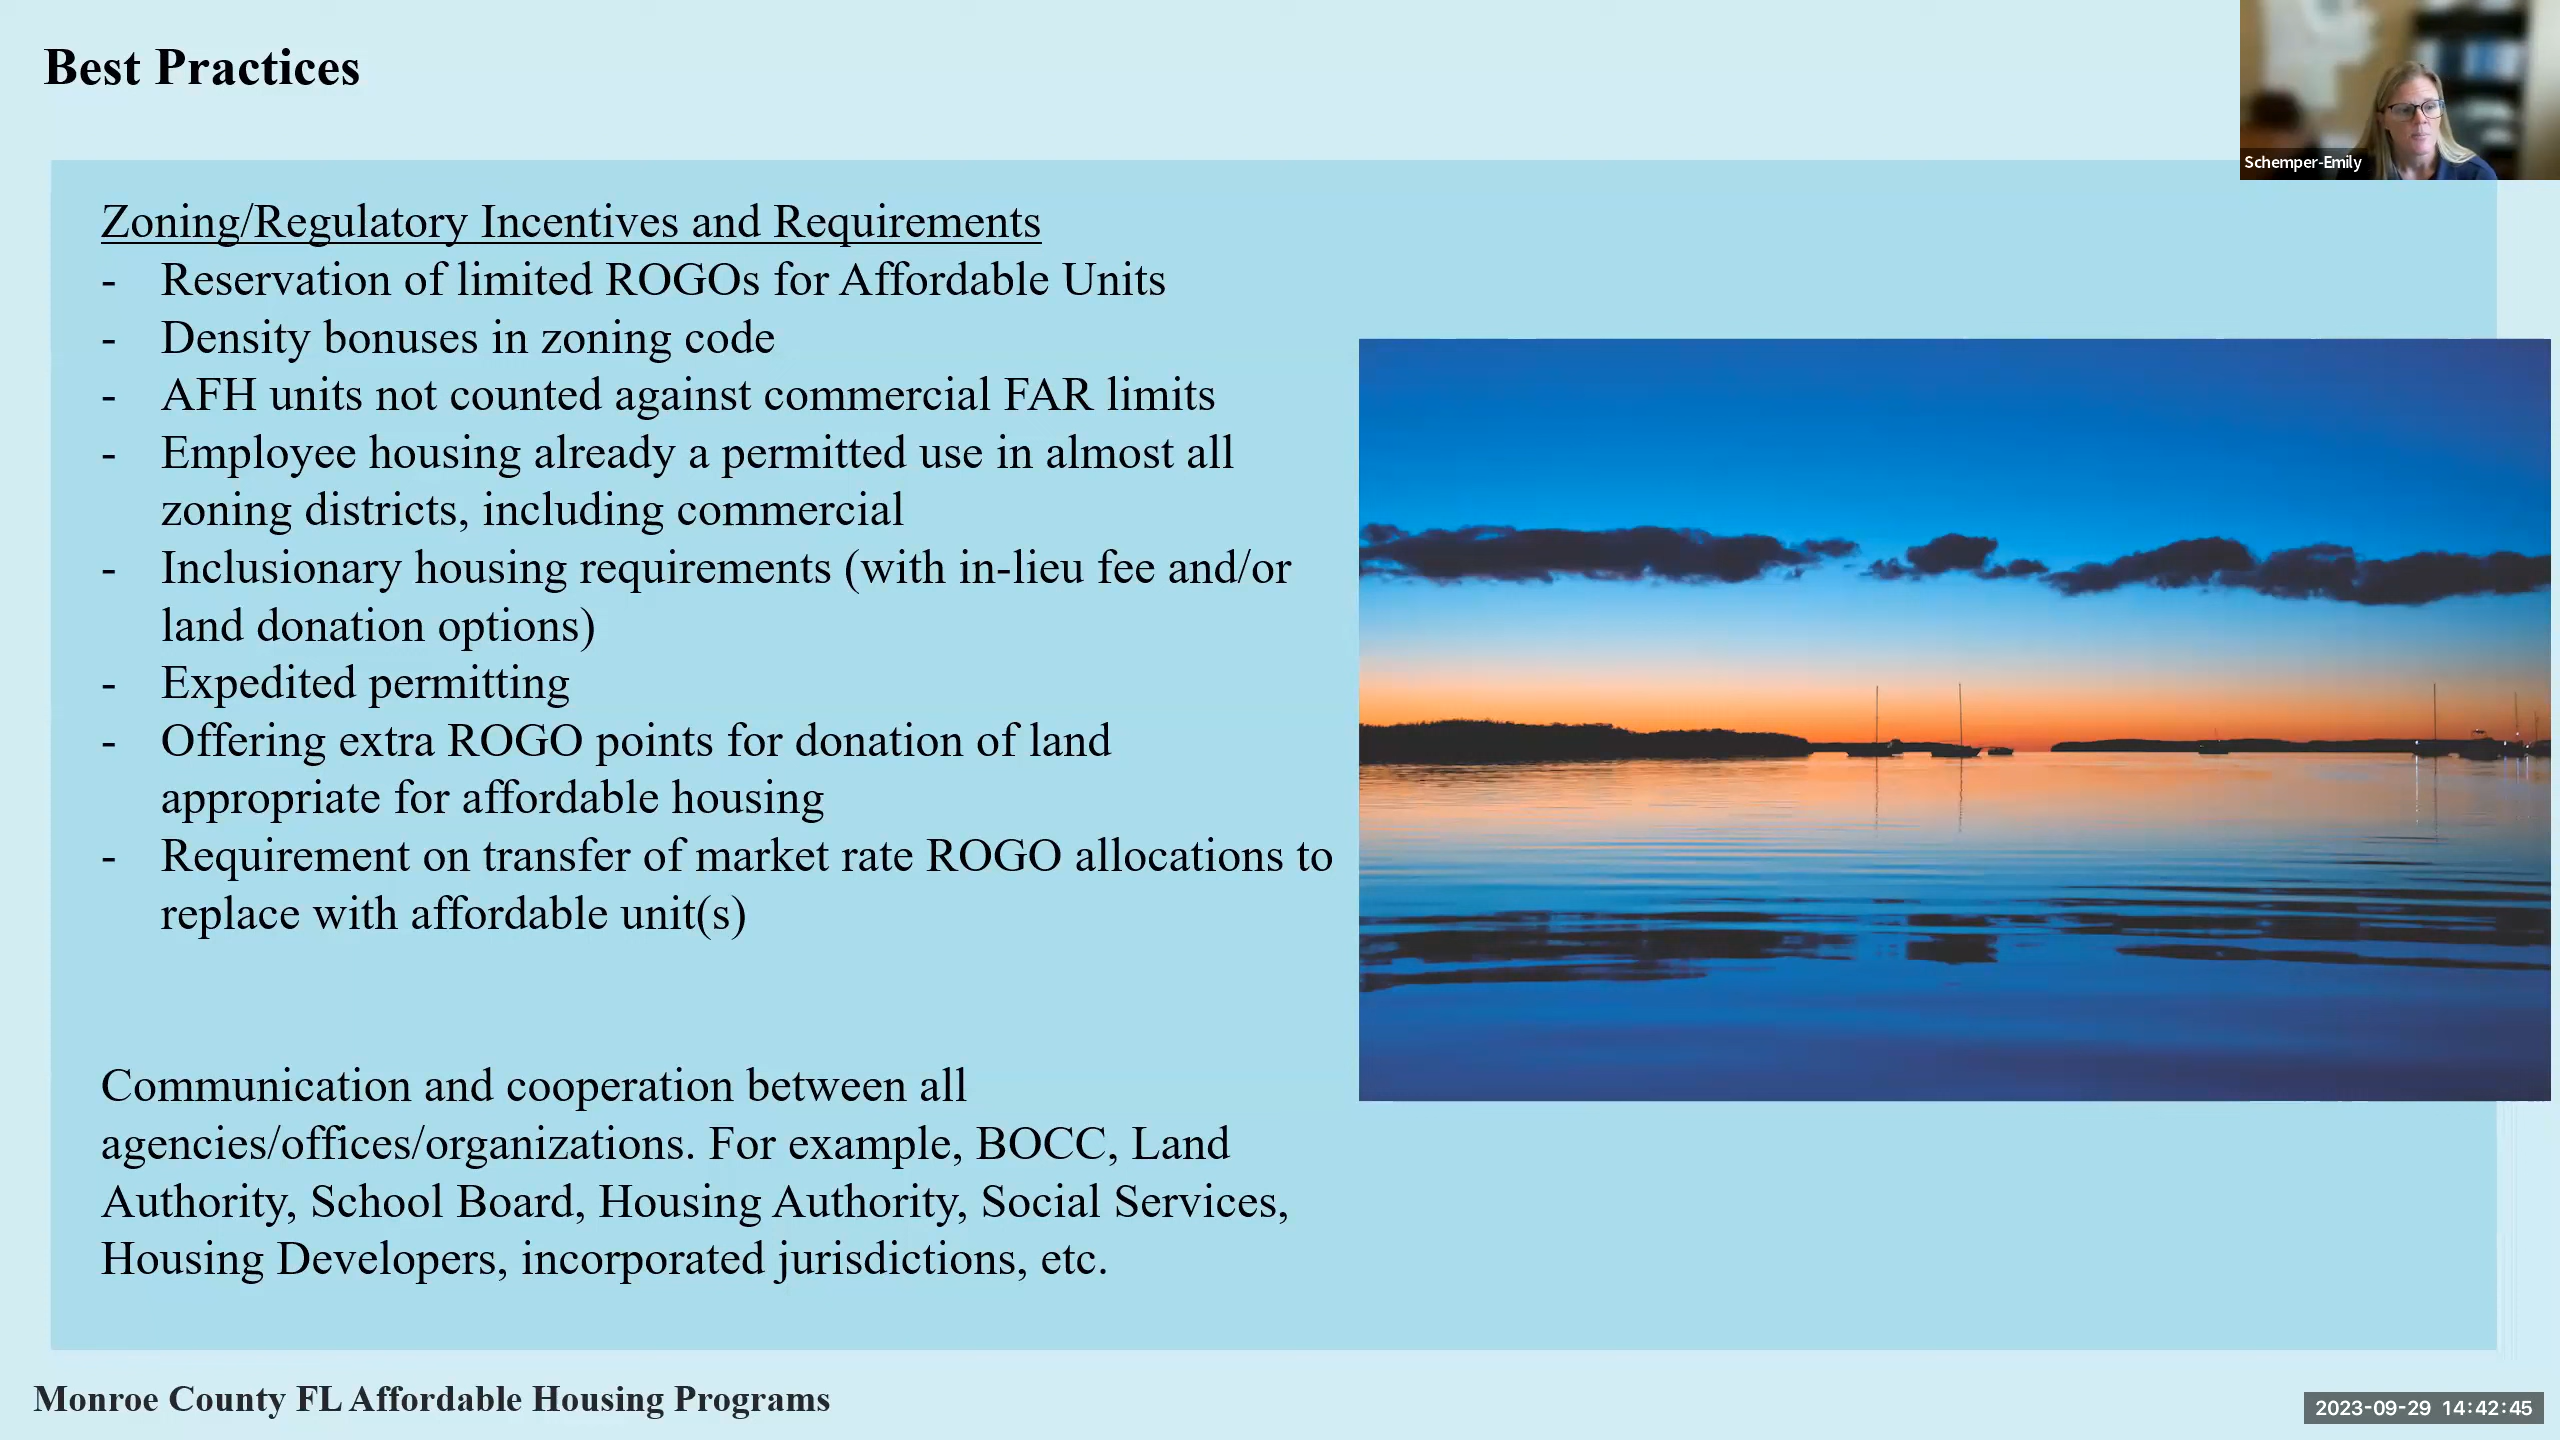 Best Practices
Schemper-Emily
Zoning/Regulatory Incentives and Requirements
- Reservation of limited ROGOs for Affordable Units
- Density bonuses in zoning code
- AFH units not counted against commercial FAR limits
- Employee housing already a permitted use in almost all
zoning districts, including commercial
- Inclusionary housing requirements (with in-lieu fee and/or
land donation options)
- Expedited permitting
- Offering extra ROGO points for donation of land
appropriate for affordable housing
- Requirement on transfer of market rate ROGO allocations to
replace with affordable unit(s)
Communication and cooperation between all
agencies/offices/organizations. For example, BOCC, Land
Authority, School Board, Housing Authority, Social Services,
Housing Developers, incorporated jurisdictions, etc.
Monroe County FL Affordable Housing Programs
2023-09-29 14:42:45